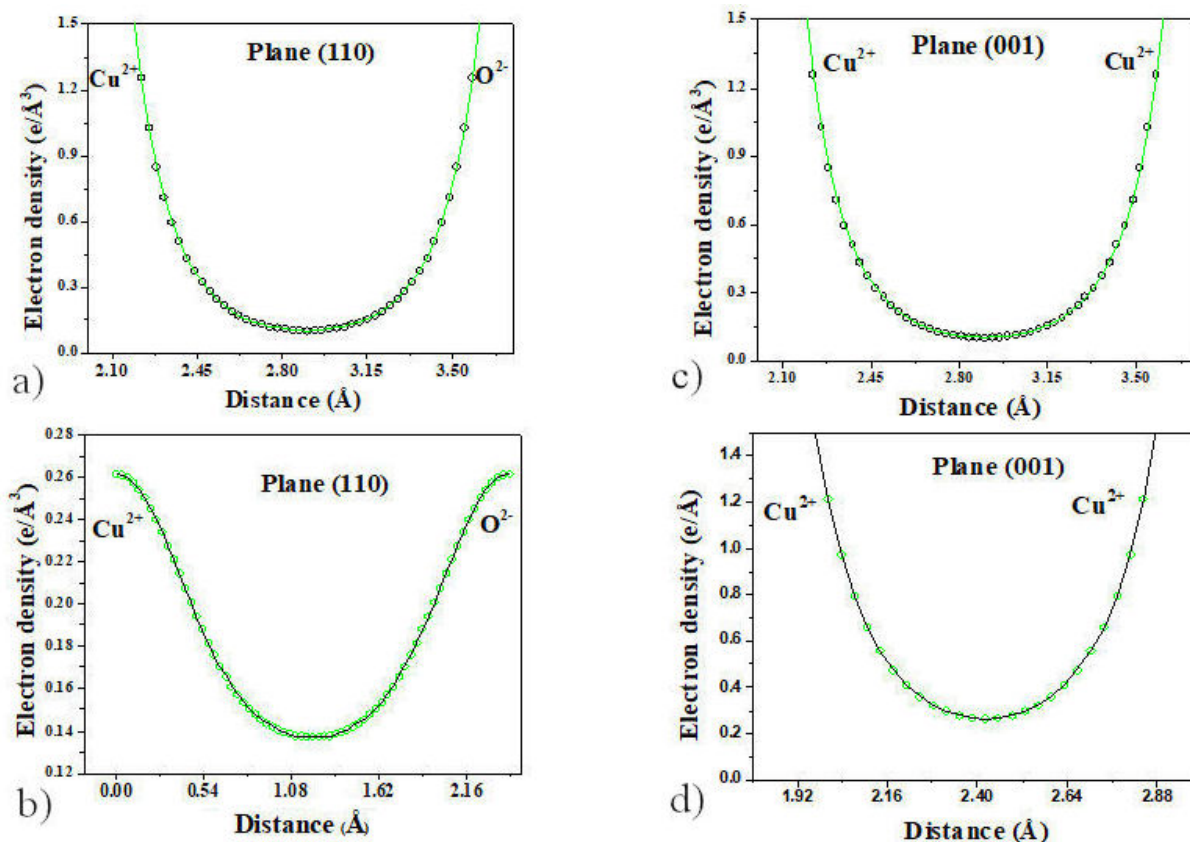 1.5
1.2
0.9
0.6
0.3
0.0
Electron density (e/Å³)
Plane (110)
Cu²⁺
O²⁻
2.10 2.45 2.80 3.15 3.50
Distance (Å)
a)
0.28
0.26
0.24
0.22
0.20
0.18
0.16
0.14
0.12
Electron density (e/Å³)
Plane (110)
Cu²⁺
O²⁻
0.00 0.54 1.08 1.62 2.16
Distance (Å)
b)
1.5
1.2
0.9
0.6
0.3
0.0
Electron density (e/Å³)
Plane (001)
Cu²⁺
Cu²⁺
2.10 2.45 2.80 3.15 3.50
Distance (Å)
c)
1.4
1.2
1.0
0.8
0.6
0.4
0.2
0.0
Electron density (e/Å)
Plane (001)
Cu²⁺
Cu²⁺
1.92 2.16 2.40 2.64 2.88
Distance (Å)
d)